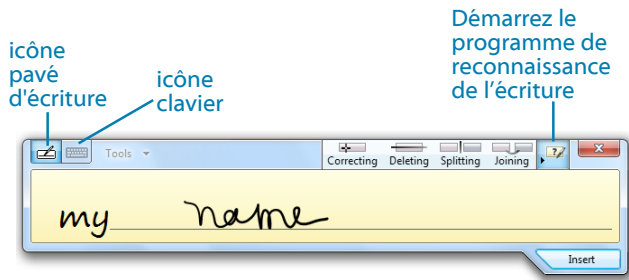 icône
pavé
d'écriture
icône
clavier
Démarrez le
programme de
reconnaissance
de l’écriture
Tools
Correcting Deleting Splitting Joining
my name
Insert